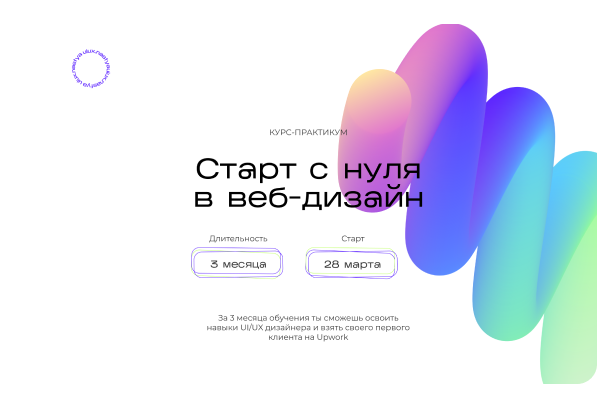 КУРС-ПРАКТИКУМ
Старт с нуля
в веб-дизайн
Длительность
Старт
3 месяца
28 марта
За 3 месяца обучения ты сможешь освоить
навыки UI/UX дизайнера и взять своего первого
клиента на Upwork